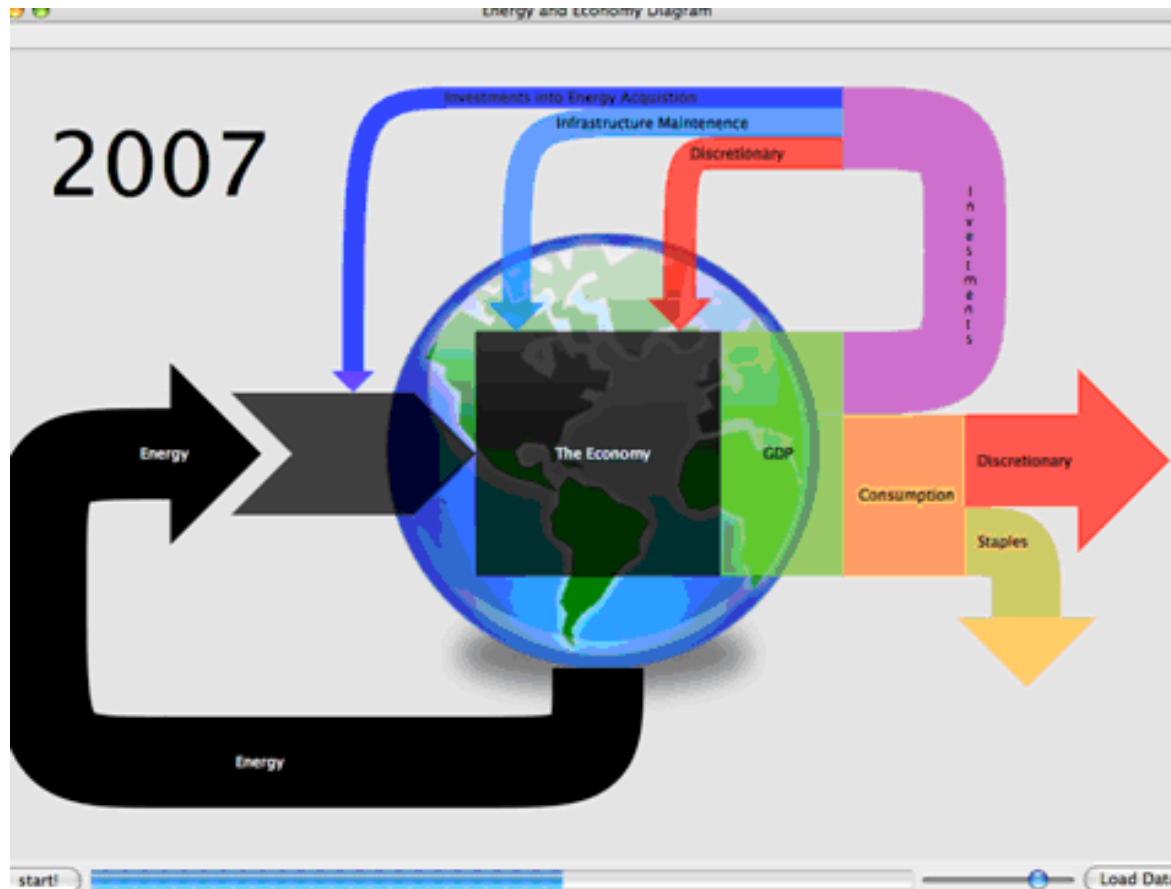 Energy and Economy Diagram
2007
Investments into Energy Acquistion
Infrastructure Maintenence
Discretionary
Investments
Energy
The Economy
GDP
Consumption
Discretionary
Staples
Energy
start!
Load Dat